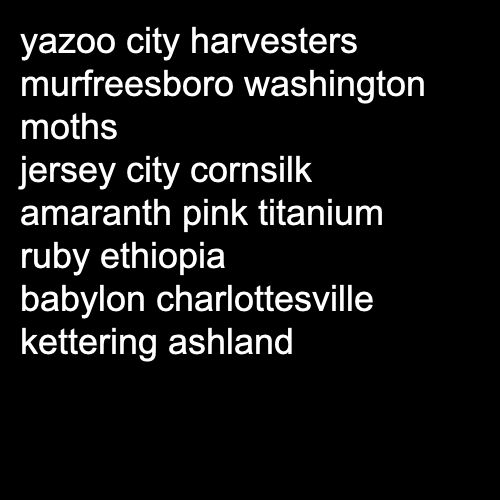 yazoo city harvesters
murfreesboro washington
moths
jersey city cornsilk
amaranth pink titanium
ruby ethiopia
babylon charlottesville
kettering ashland